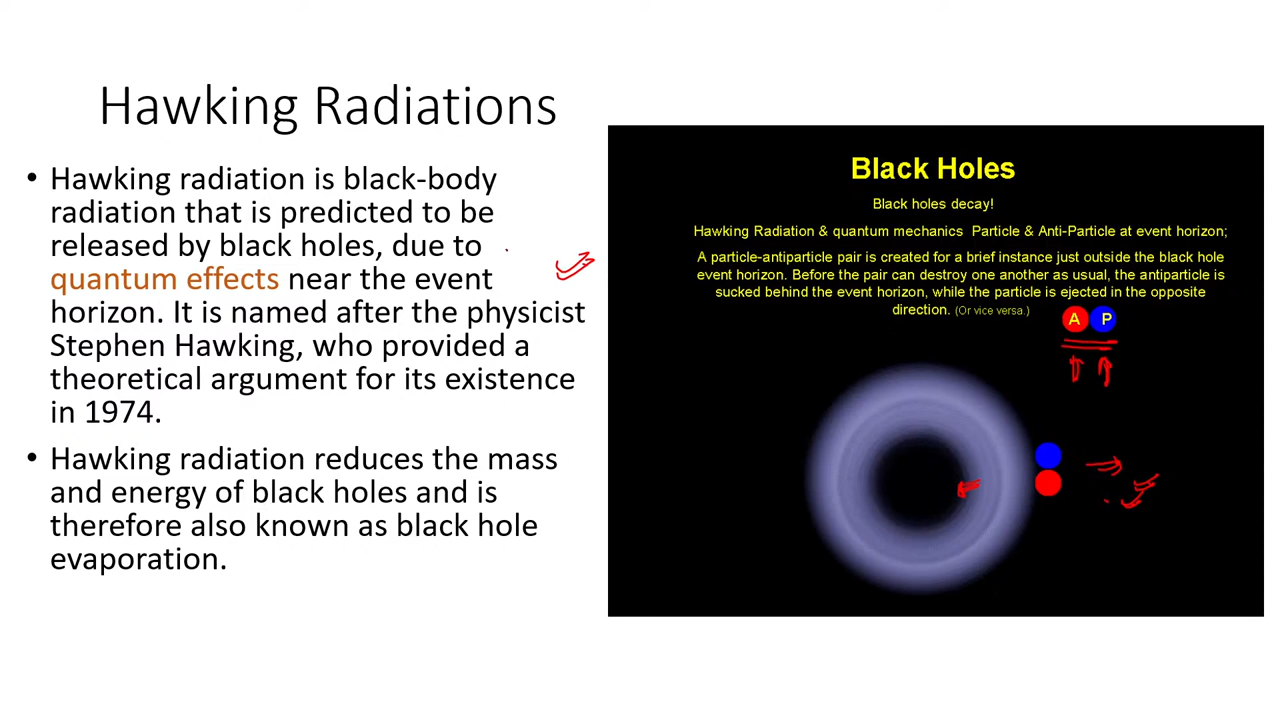 Hawking Radiations
• Hawking radiation is black-body
radiation that is predicted to be
released by black holes, due to
quantum effects near the event
horizon. It is named after the physicist
Stephen Hawking, who provided a
theoretical argument for its existence
in 1974.
• Hawking radiation reduces the mass
and energy of black holes and is
therefore also known as black hole
evaporation.
Black Holes
Black holes decay!
Hawking Radiation & quantum mechanics Particle & Anti-Particle at event horizon;
A particle-antiparticle pair is created for a brief instance just outside the black hole
event horizon. Before the pair can destroy one another as usual, the antiparticle is
sucked behind the event horizon, while the particle is ejected in the opposite
direction. (Or vice versa.)
A P